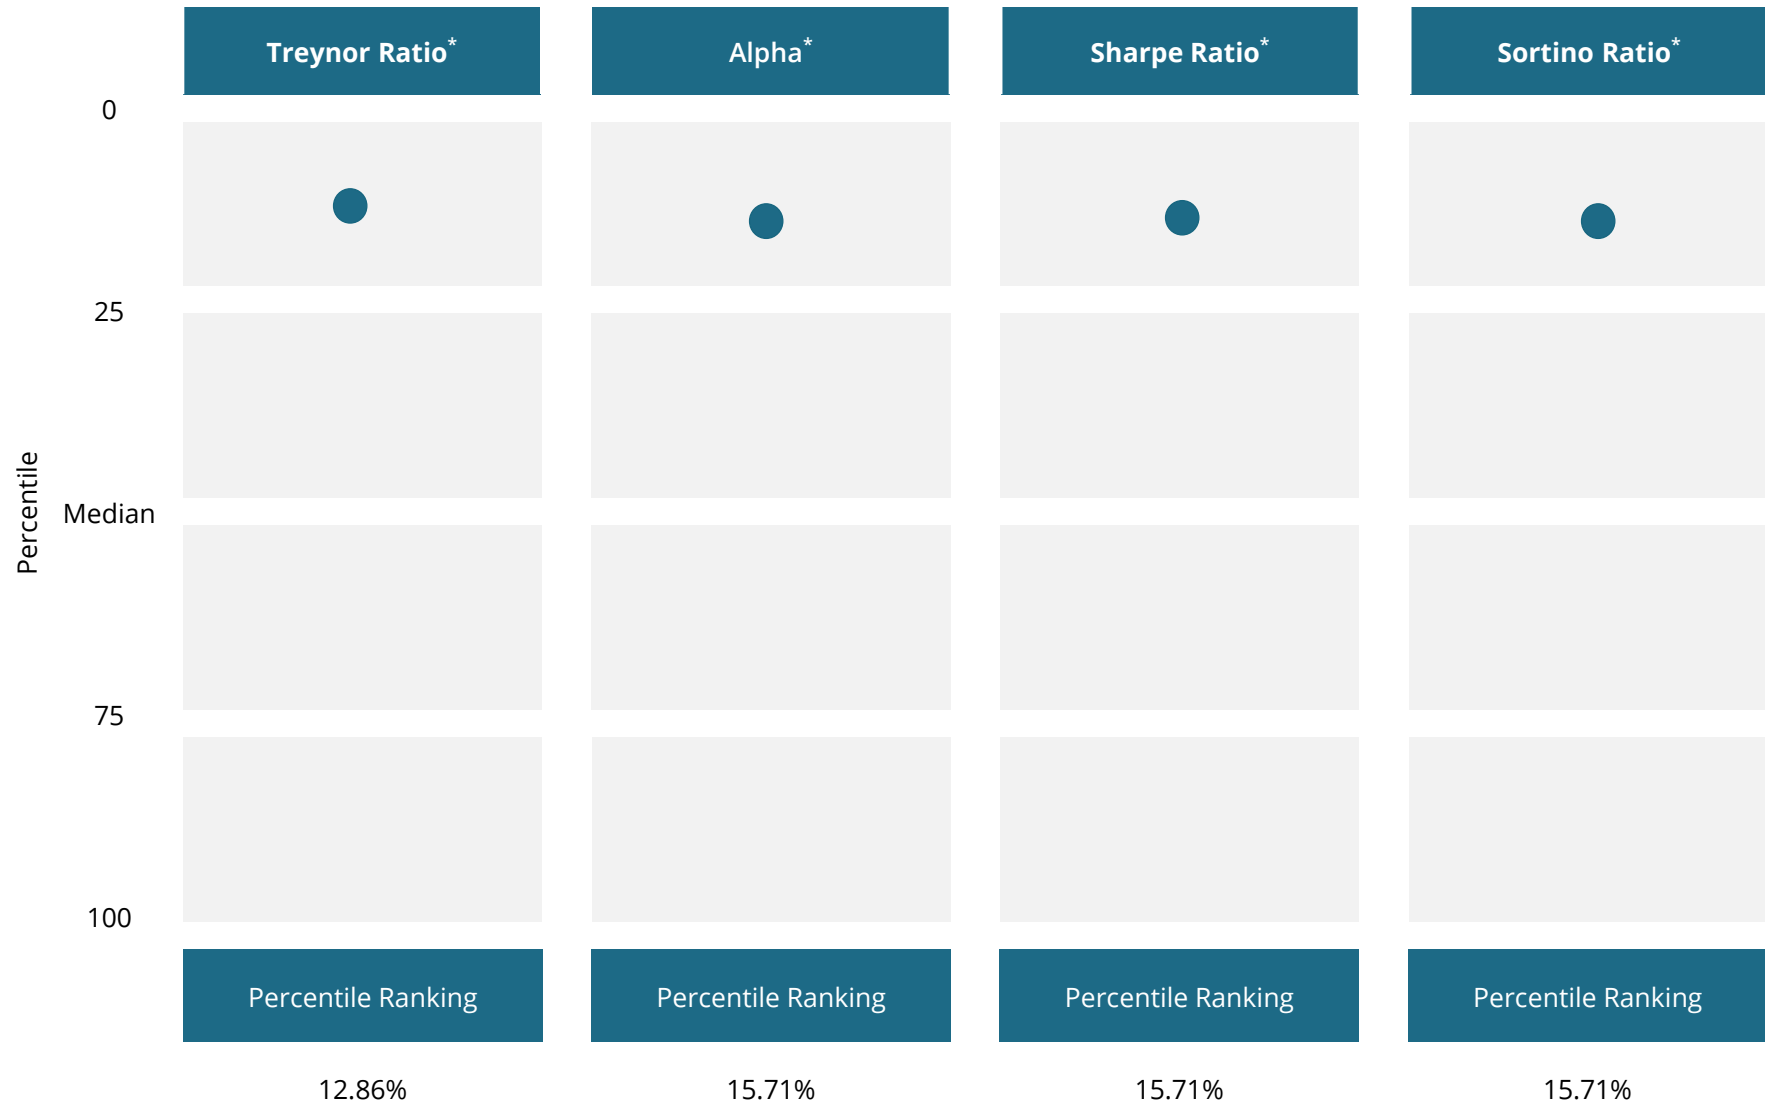 Treynor Ratio* Alpha* Sharpe Ratio* Sortino Ratio*
0
25
Median
75
100
Percentile
Percentile Ranking Percentile Ranking Percentile Ranking Percentile Ranking
12.86% 15.71% 15.71% 15.71%